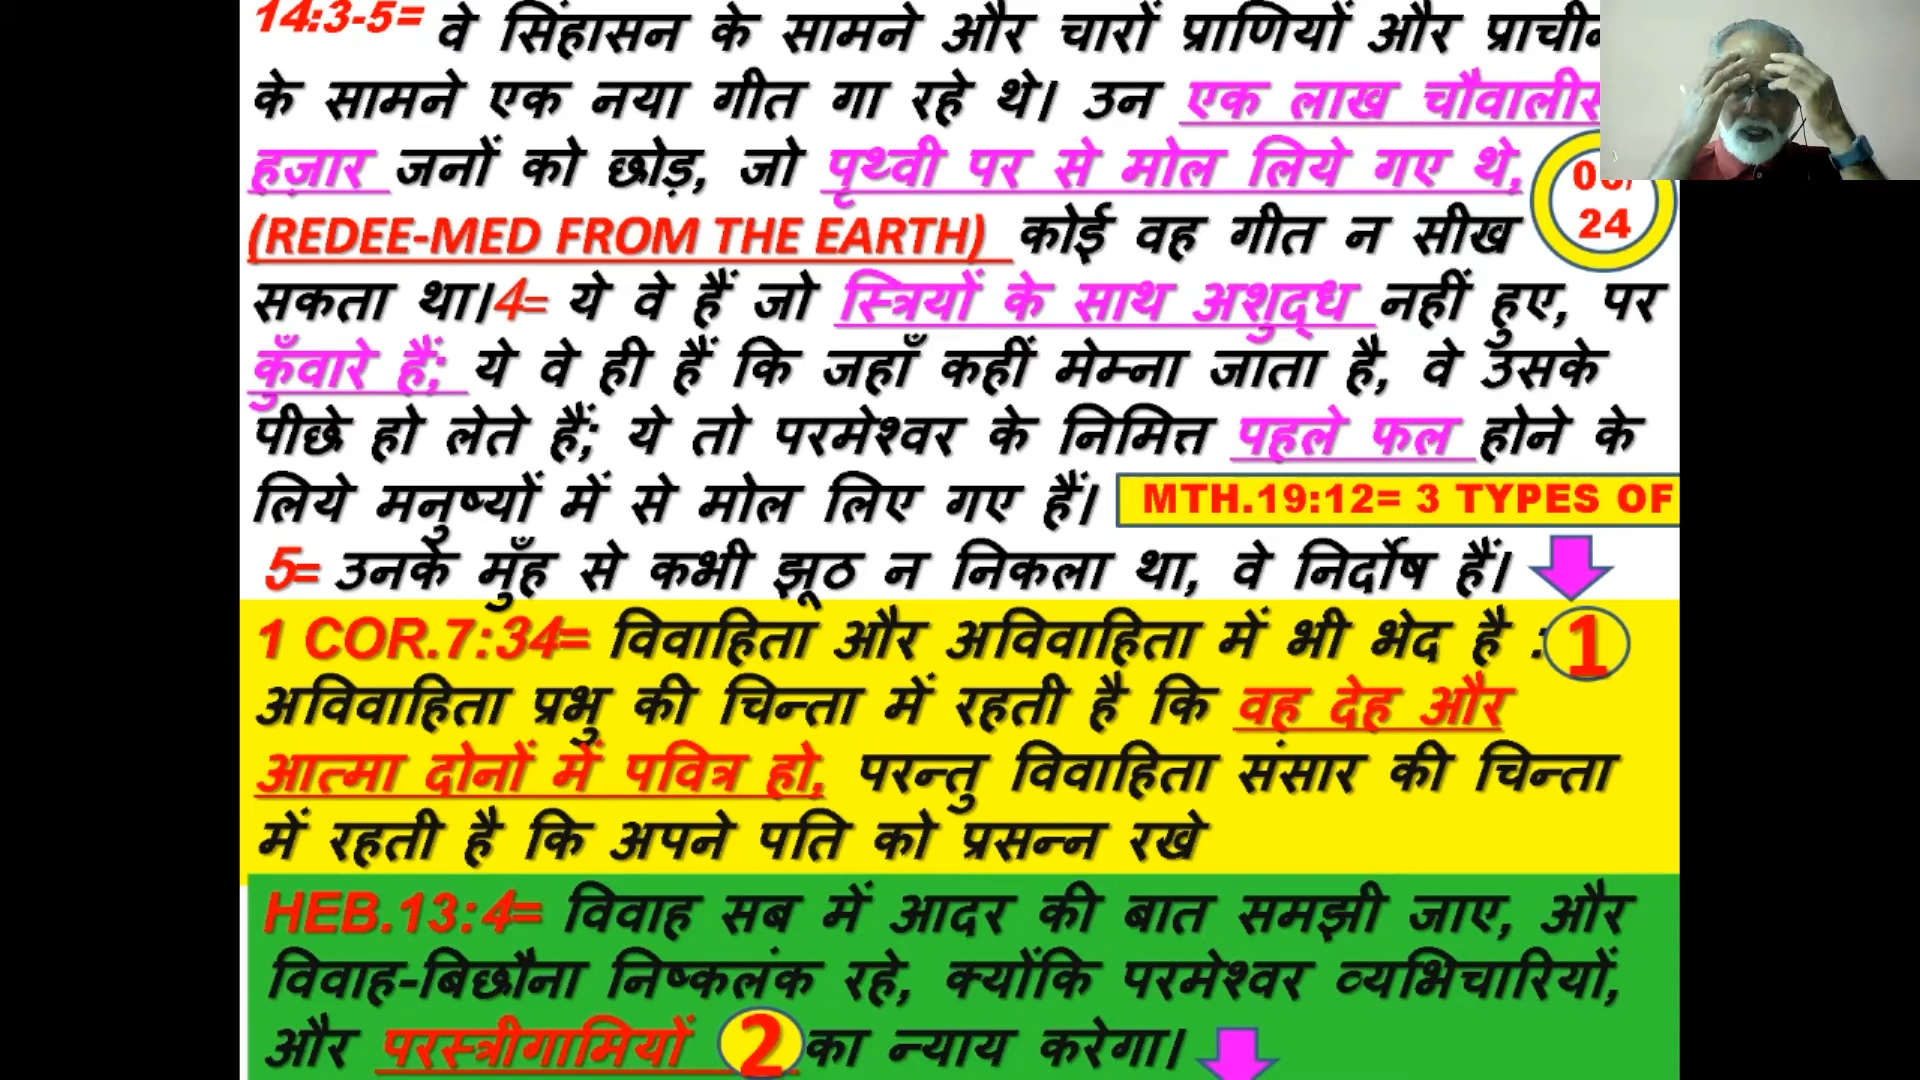 14:3-5= वे सिंहासन के सामने और चारों प्राणियों और
के सामने एक नया गीत गा रहे थे। उन एक लाख चौवालीस
हज़ार जनों को छोड़, जो पृथ्वी पर से मोल लिये गए थे,
(REDEE-MED FROM THE EARTH) कोई वह गीत न सीख
24
सकता था।4= ये वे हैं जो स्त्रियों के साथ अशुद्ध नहीं हुए, पर
कुँवारे हैं; ये वे ही हैं कि जहाँ कहीं मेम्ना जाता है, वे उसके
पीछे हो लेते हैं; ये तो परमेश्वर के निमित्त पहले फल होने के
लिये मनुष्यों में से मोल लिए गए हैं। MTH.19:12= 3 TYPES OF
5= उनके मुँह से कभी झूठ न निकला था, वे निर्दोष हैं।
1 COR.7:34= विवाहिता और अविवाहिता में भी भेद है : 1
अविवाहिता प्रभु की चिन्ता में रहती है कि वह देह और
आत्मा दोनों में पवित्र हो, परन्तु विवाहिता संसार की चिन्ता
में रहती है कि अपने पति को प्रसन्न रखे
HEB.13:4= विवाह सब में आदर की बात समझी जाए, और
विवाह-बिछौना निष्कलंक रहे, क्योंकि परमेश्वर व्यभिचारियों,
और परस्त्रीगामियों 2 का न्याय करेगा।